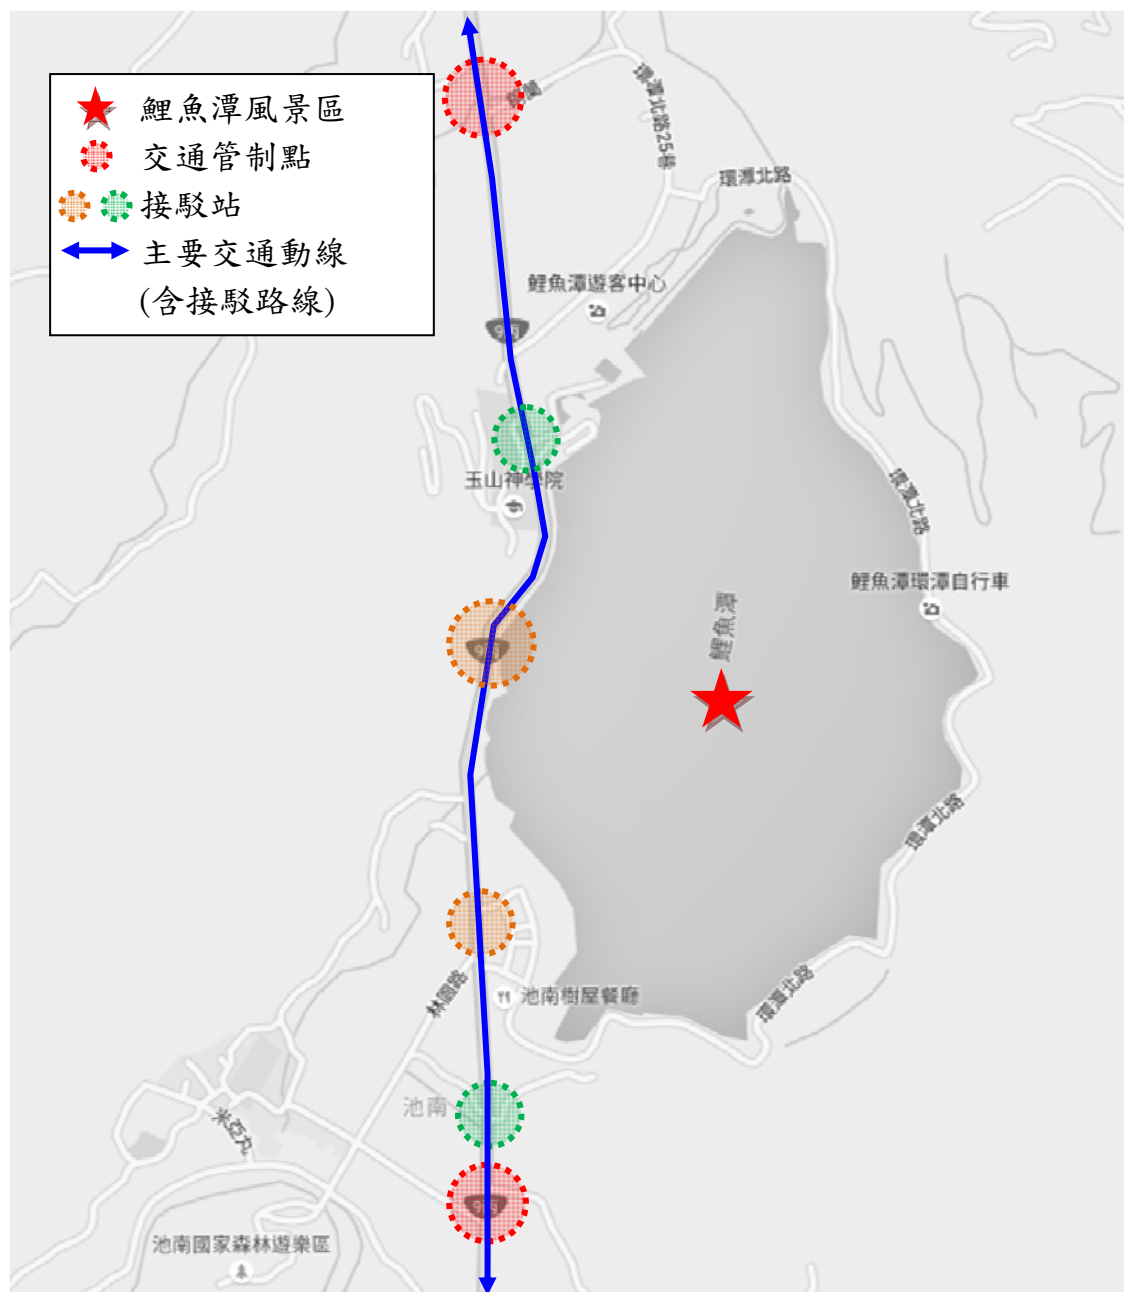 鯉魚潭風景區
交通管制點
接駁站
主要交通動線
(含接駁路線)
環潭北路25巷
環潭北路
鯉魚潭遊客中心
玉山神學院
環潭北路
鯉魚潭環潭自行車
鯉魚潭
環潭北路
林園路
池南樹屋餐廳
環潭北路
池南
米亞丸
池南國家森林遊樂區